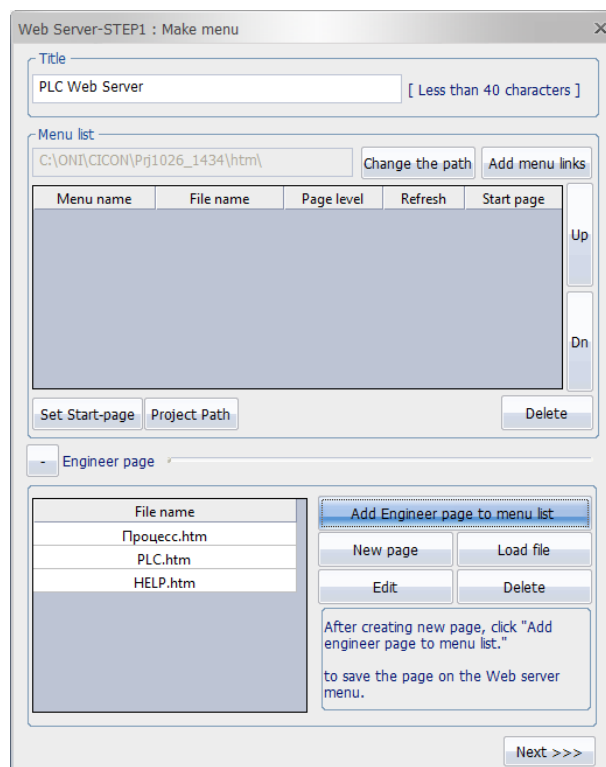 Web Server-STEP1 : Make menu
Title
PLC Web Server
[ Less than 40 characters ]
Menu list
C:\ONI\CICON\Prj1026_1434\htm\
Change the path
Add menu links
Menu name File name Page level Refresh Start page
Up
Dn
Set Start-page
Project Path
Delete
- Engineer page
File name
Процесс.htm
PLC.htm
HELP.htm
Add Engineer page to menu list
New page
Load file
Edit
Delete
After creating new page, click "Add
engineer page to menu list."
to save the page on the Web server
menu.
Next >>>